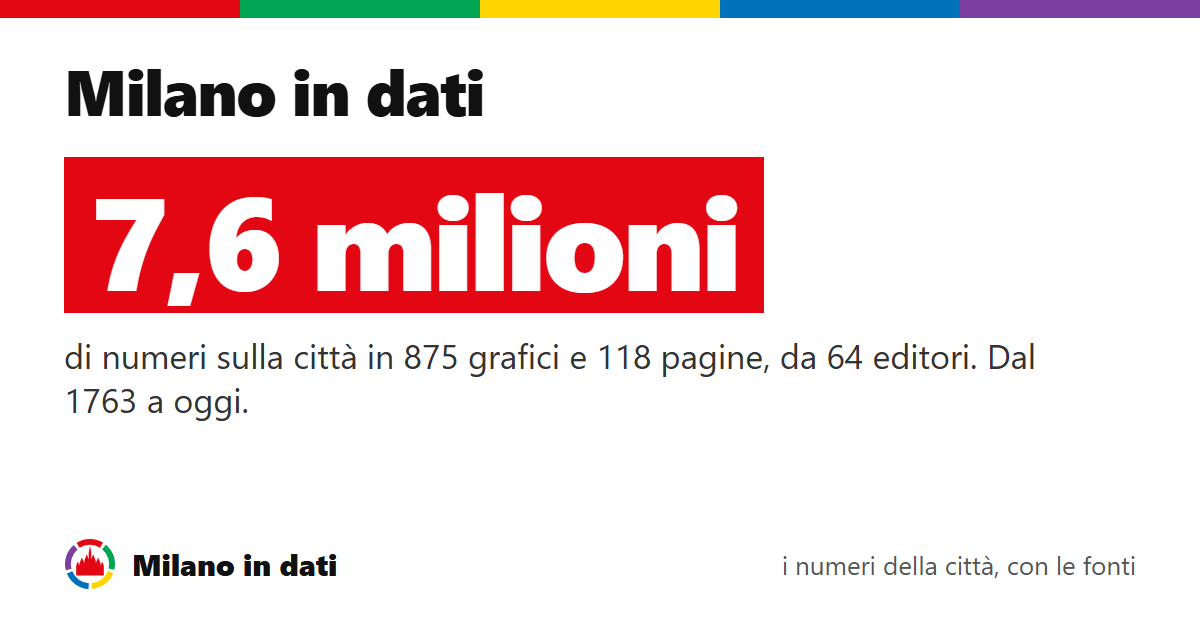 Milano in dati
7,6 milioni
di numeri sulla città in 875 grafici e 118 pagine, da 64 editori. Dal
1763 a oggi.
Milano in dati
i numeri della città, con le fonti